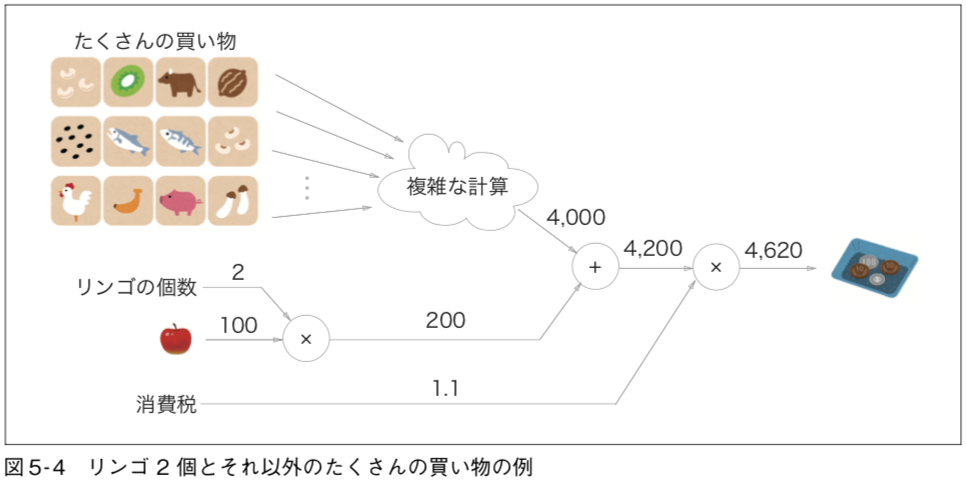 たくさんの買い物
複雑な計算
4,000
4,200
4,620
+
×
リンゴの個数
2
100
×
200
消費税
1.1
図5-4 リンゴ2個とそれ以外のたくさんの買い物の例